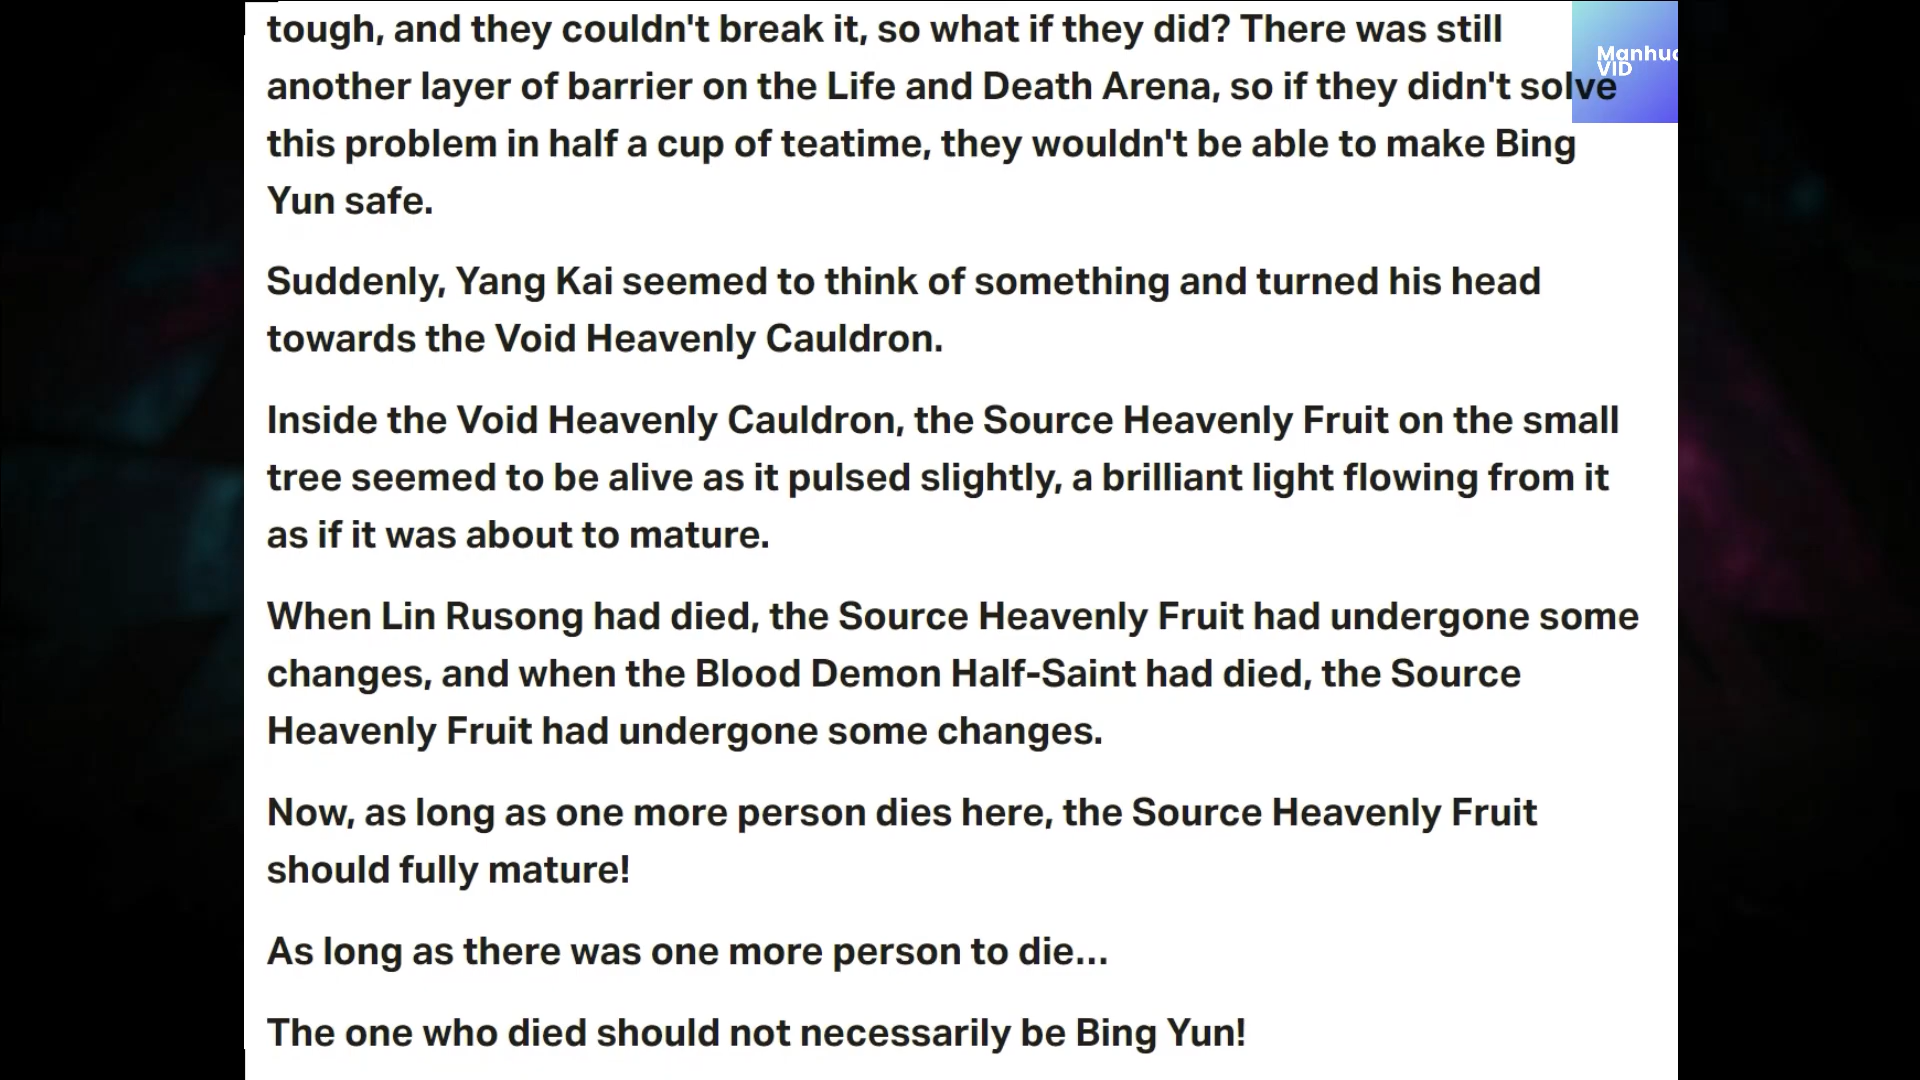 tough, and they couldn't break it, so what if they did? There was still
another layer of barrier on the Life and Death Arena, so if they didn't solve
this problem in half a cup of teatime, they wouldn't be able to make Bing
Yun safe.
Suddenly, Yang Kai seemed to think of something and turned his head
towards the Void Heavenly Cauldron.
Inside the Void Heavenly Cauldron, the Source Heavenly Fruit on the small
tree seemed to be alive as it pulsed slightly, a brilliant light flowing from it
as if it was about to mature.
When Lin Rusong had died, the Source Heavenly Fruit had undergone some
changes, and when the Blood Demon Half-Saint had died, the Source
Heavenly Fruit had undergone some changes.
Now, as long as one more person dies here, the Source Heavenly Fruit
should fully mature!
As long as there was one more person to die...
The one who died should not necessarily be Bing Yun!
Manhua
VID